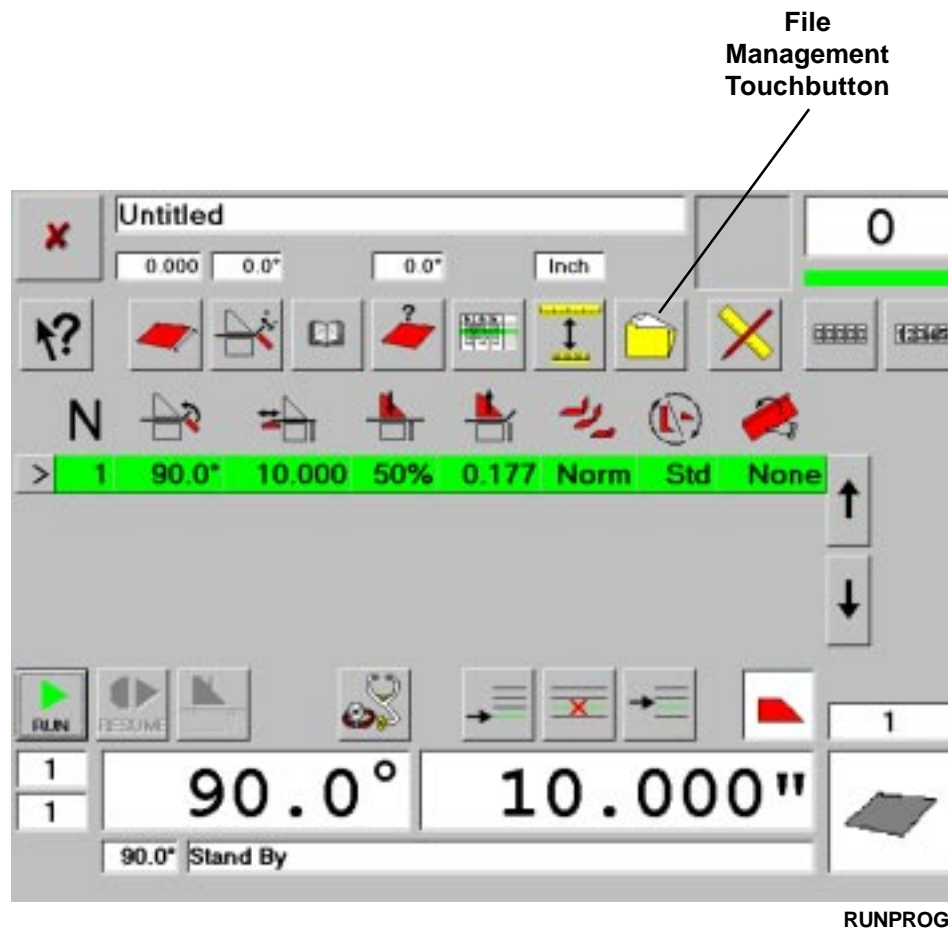 File
Management
Touchbutton
Untitled
0
0.000 0.0° 0.0° Inch
?
?
N
> 1 90.0° 10.000 50% 0.177 Norm Std None
RUN RESUME
1
1
1
90.0° 10.000"
90.0° Stand By
RUNPROG